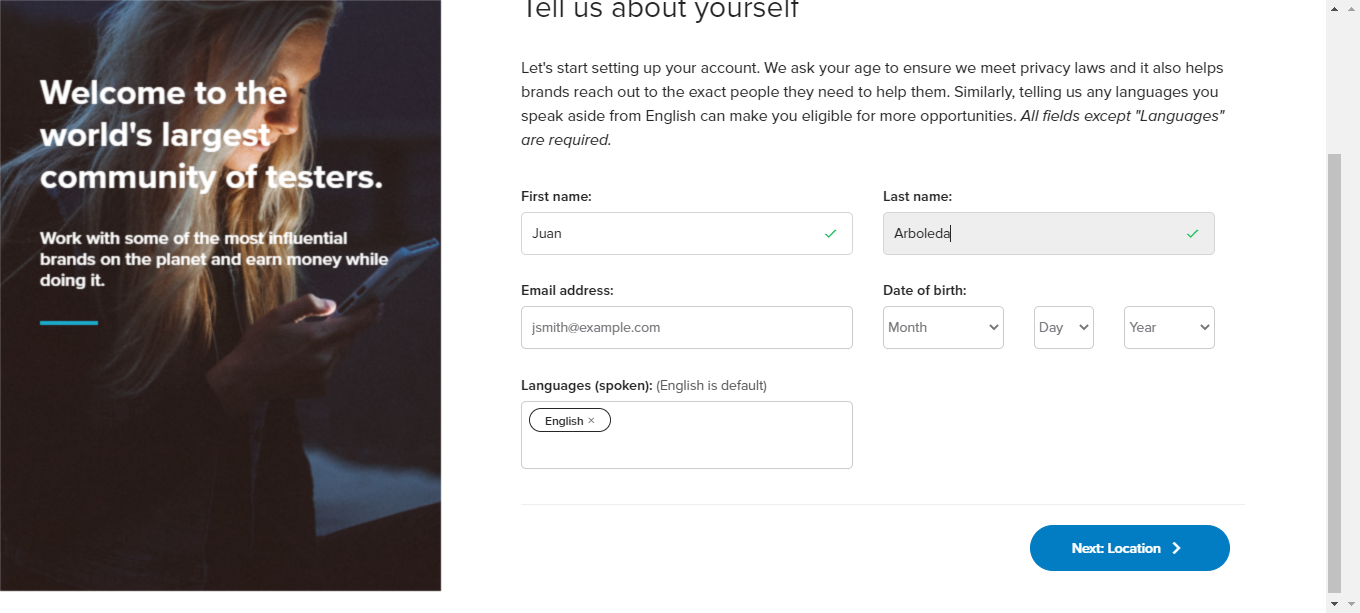 Tell us about yourself
Welcome to the
world's largest
community of testers.
Work with some of the most influential
brands on the planet and earn money while
doing it.
Let's start setting up your account. We ask your age to ensure we meet privacy laws and it also helps
brands reach out to the exact people they need to help them. Similarly, telling us any languages you
speak aside from English can make you eligible for more opportunities. All fields except "Languages"
are required.
First name:
Last name:
Juan
Arboleda
Email address:
Date of birth:
jsmith@example.com
Month
Day
Year
Languages (spoken): (English is default)
English ×
Next: Location